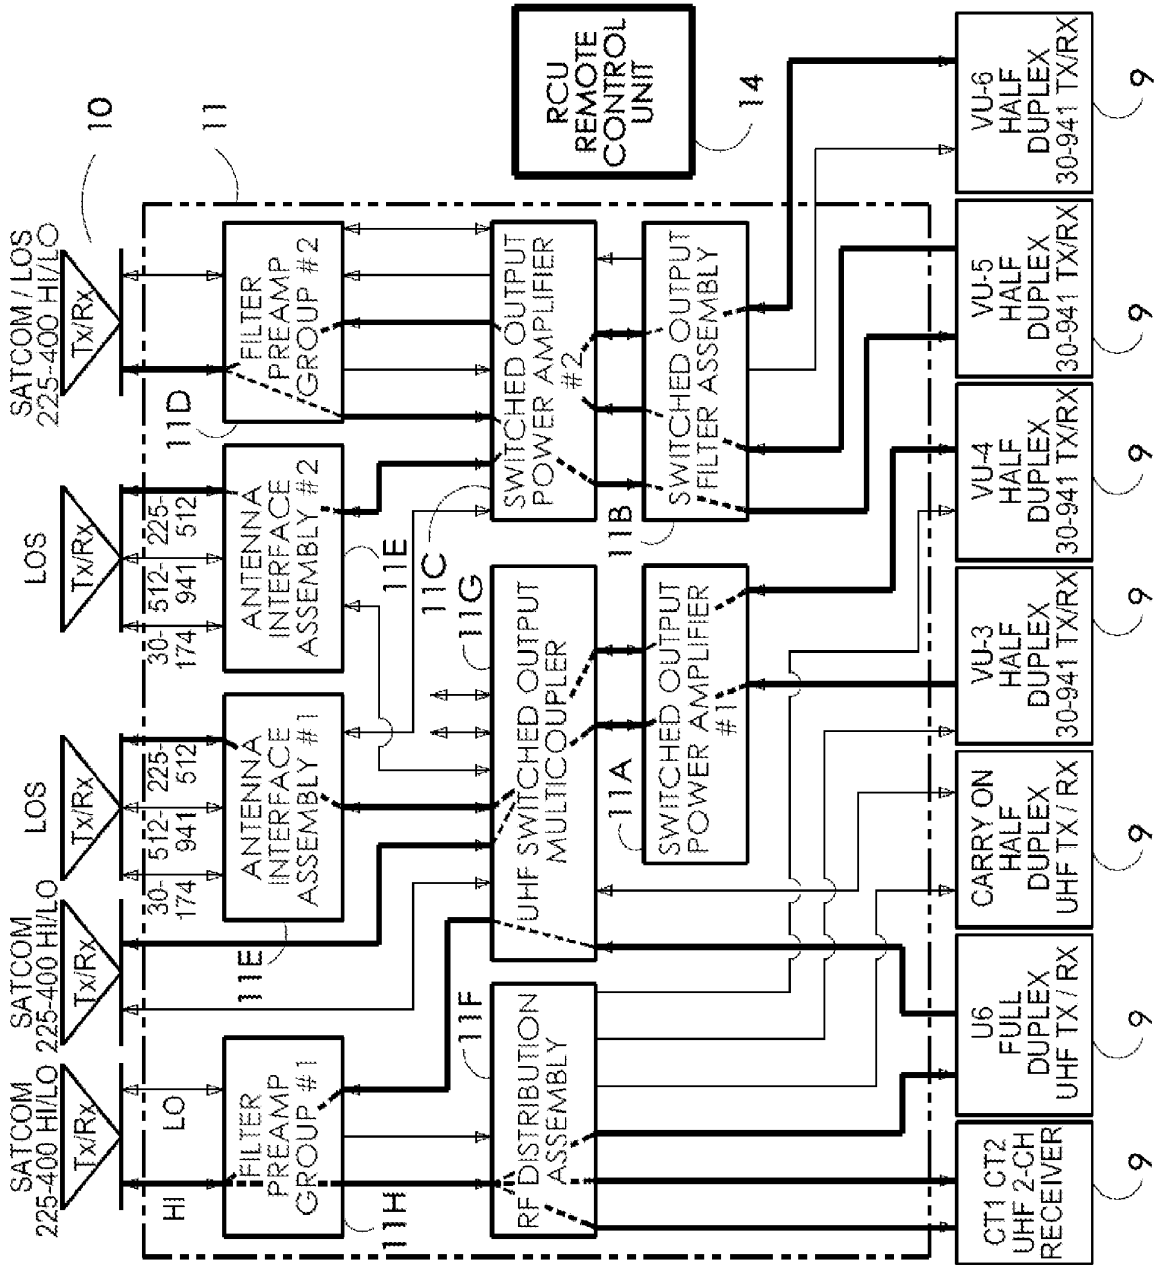 SATCOM
225-400 HI/LO
Tx/Rx
SATCOM
225-400 HI/LO
Tx/Rx
LOS
Tx/Rx
LOS
Tx/Rx
SATCOM / LOS
225-400 HI/LO
Tx/Rx
10
11
HI
LO
30-
174
512-
941
225-
512
30-
174
512-
941
225-
512
FILTER
PREAMP
GROUP #1
11H
ANTENNA
INTERFACE
ASSEMBLY #1
11E
ANTENNA
INTERFACE
ASSEMBLY #2
11E
FILTER
PREAMP
GROUP #2
11D
RF DISTRIBUTION
ASSEMBLY
11F
UHF SWITCHED OUTPUT
MULTICOUPLER
11G
SWITCHED OUTPUT
POWER AMPLIFIER
#2
11C
SWITCHED OUTPUT
POWER AMPLIFIER
#1
11A
SWITCHED OUTPUT
FILTER ASSEMBLY
11B
RCU
REMOTE
CONTROL
UNIT
14
CT1 CT2
UHF 2-CH
RECEIVER
9
U6
FULL
DUPLEX
UHF TX / RX
9
CARRY ON
HALF
DUPLEX
UHF TX / RX
9
VU-3
HALF
DUPLEX
30-941 TX/RX
9
VU-4
HALF
DUPLEX
30-941 TX/RX
9
VU-5
HALF
DUPLEX
30-941 TX/RX
9
VU-6
HALF
DUPLEX
30-941 TX/RX
9